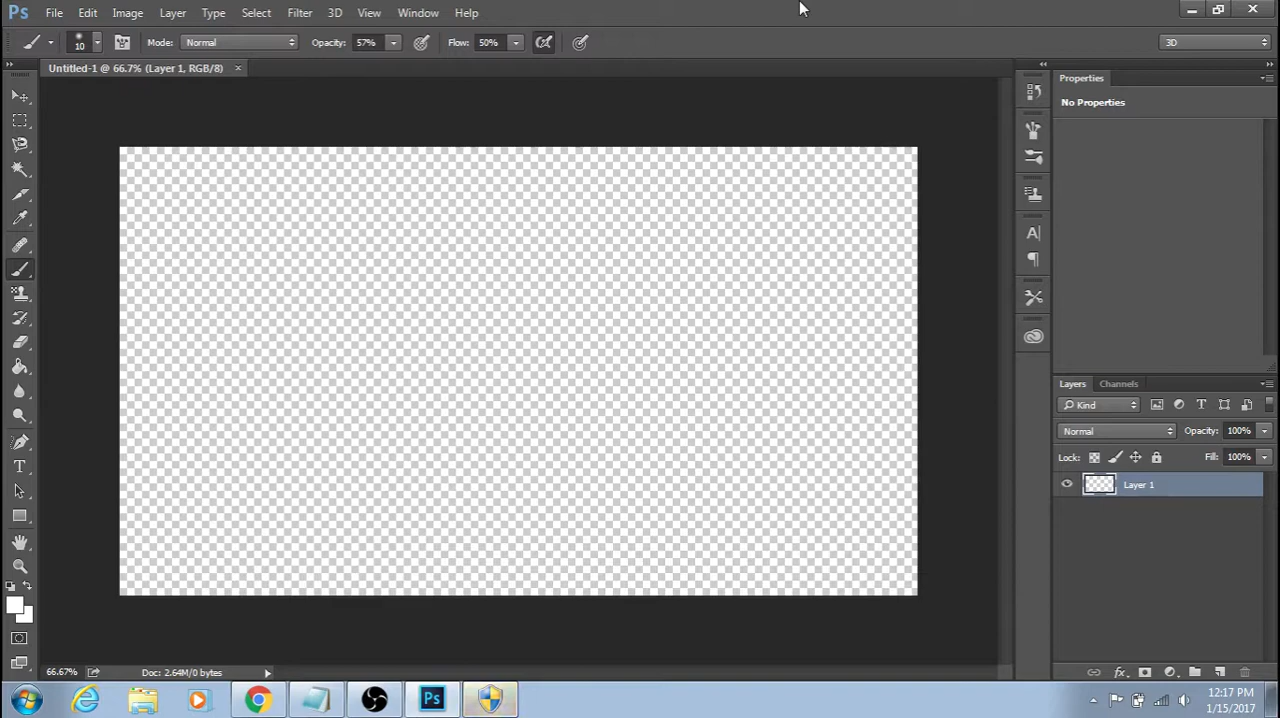 Ps File Edit Image Layer Type Select Filter 3D View Window Help
10 Mode: Normal Opacity: 57% Flow: 50% 3D
Untitled-1 @ 66.7% (Layer 1, RGB/8) ×
Properties
No Properties
Layers Channels
Kind
Normal Opacity: 100%
Lock: Fill: 100%
Layer 1
66.67% Doc: 2.64M/0 bytes
Ps
12:17 PM
1/15/2017